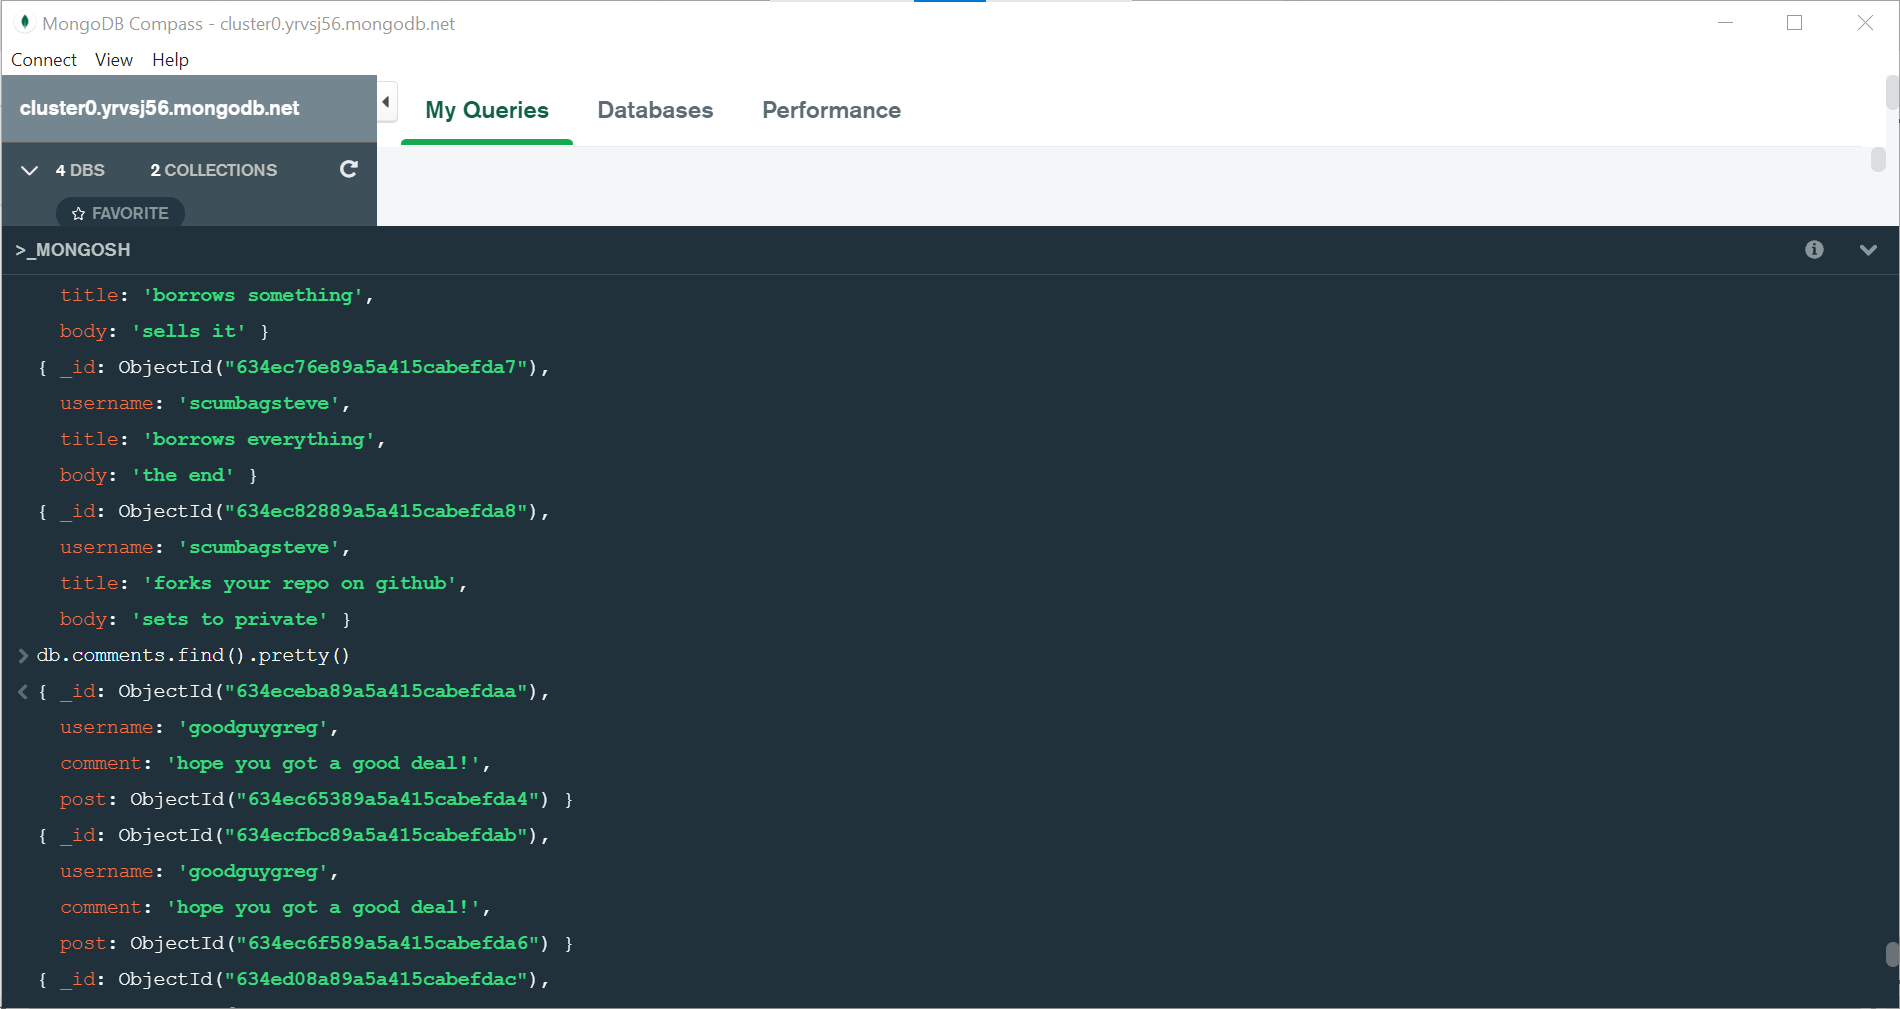 MongoDB Compass - cluster0.yrvsj56.mongodb.net
Connect View Help
cluster0.yrvsj56.mongodb.net
My Queries Databases Performance
4 DBS 2 COLLECTIONS
FAVORITE
>_MONGOSH
title: 'borrows something',
body: 'sells it' }
{ _id: ObjectId("634ec76e89a5a415cabefda7"),
username: 'scumbagsteve',
title: 'borrows everything',
body: 'the end' }
{ _id: ObjectId("634ec82889a5a415cabefda8"),
username: 'scumbagsteve',
title: 'forks your repo on github',
body: 'sets to private' }
> db.comments.find().pretty()
< { _id: ObjectId("634eceba89a5a415cabefdaa"),
username: 'goodguygreg',
comment: 'hope you got a good deal!',
post: ObjectId("634ec65389a5a415cabefda4") }
{ _id: ObjectId("634ecfbc89a5a415cabefdab"),
username: 'goodguygreg',
comment: 'hope you got a good deal!',
post: ObjectId("634ec6f589a5a415cabefda6") }
{ _id: ObjectId("634ed08a89a5a415cabefdac"),